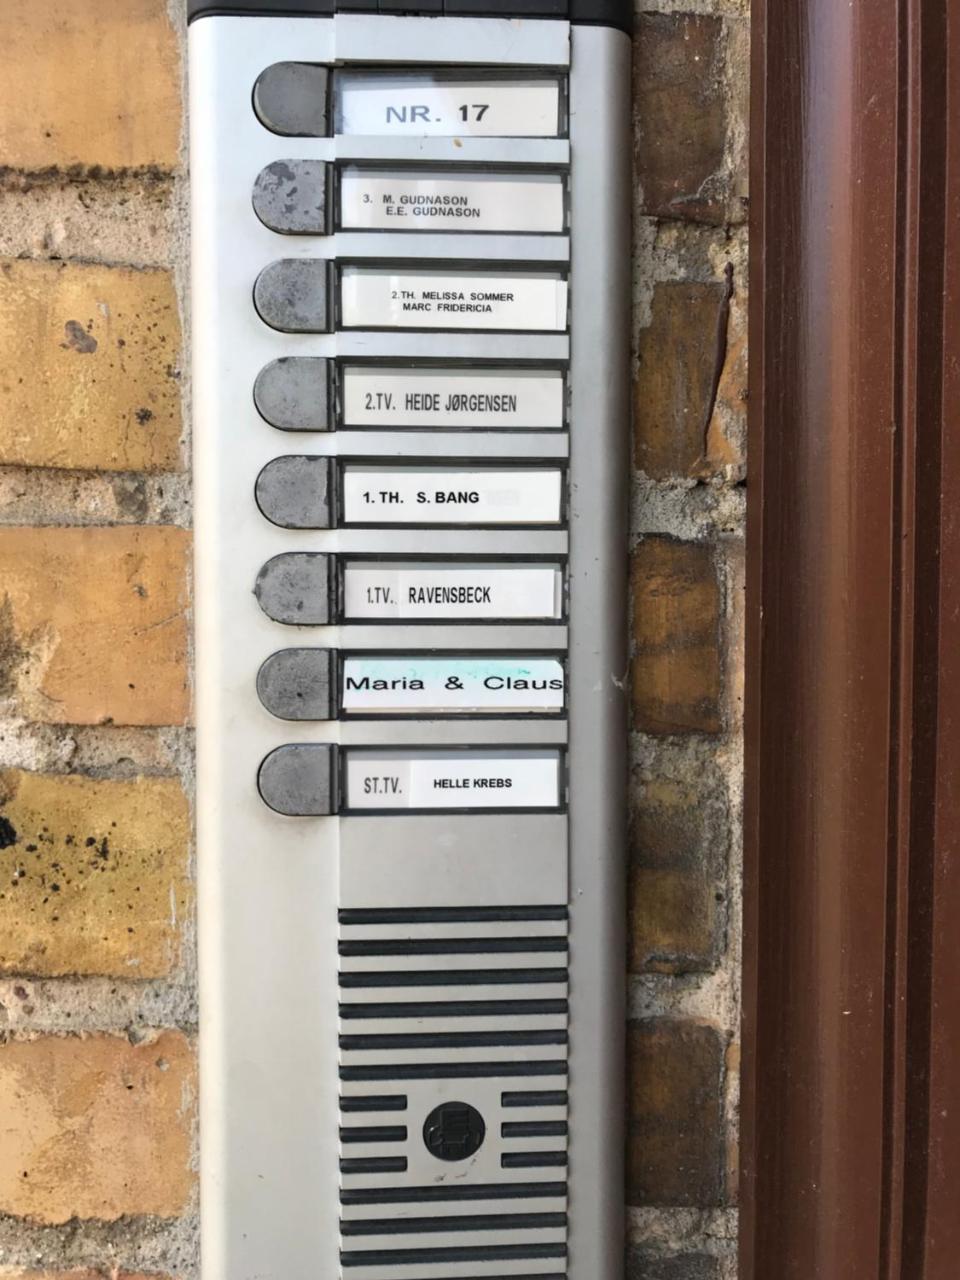 NR. 17
3. M. GUDNASON
E.E. GUDNASON
2.TH. MELISSA SOMMER
MARC FRIDERICIA
2.TV. HEIDE JØRGENSEN
1. TH. S. BANG
1.TV. RAVENSBECK
Maria & Claus
ST.TV. HELLE KREBS